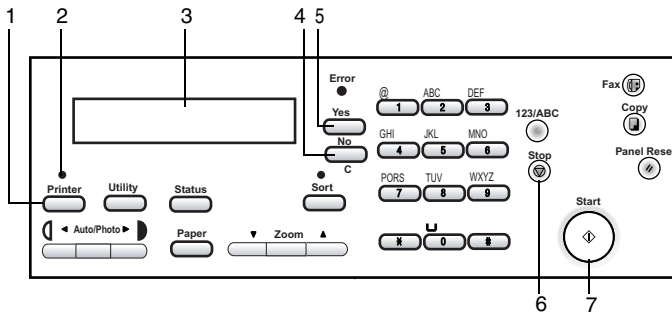 1 2 3 4 5
Error
Yes
No
C
@ ABC DEF
1 2 3
GHI JKL MNO
4 5 6
PORS TUV WXYZ
7 8 9
* 0 #
123/ABC
Stop
Fax
Copy
Panel Rese
Start
Printer Utility Status Sort
Auto/Photo Paper Zoom
6 7